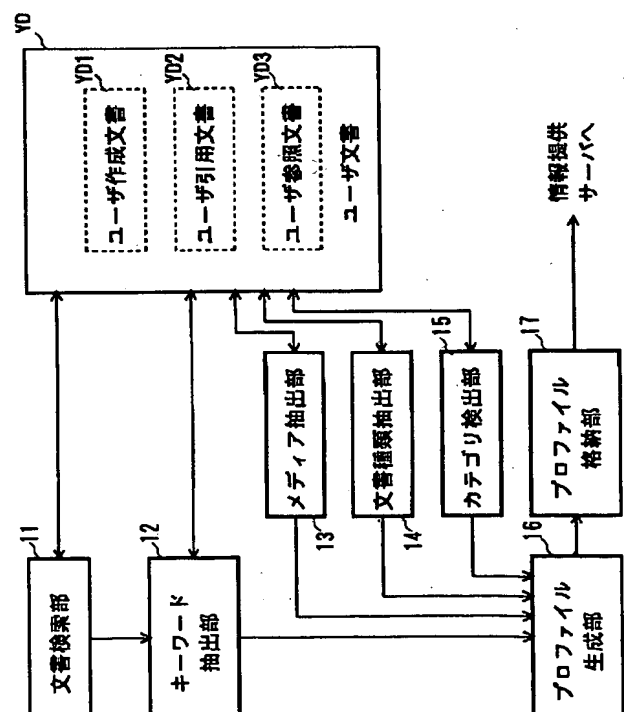 YD
YD1
ユーザ作成文書
YD2
ユーザ引用文書
YD3
ユーザ参照文書
ユーザ文書
11
文書検索部
12
キーワード
抽出部
メディア抽出部
13
文書種類抽出部
14
15
カテゴリ検出部
16
プロファイル
生成部
17
プロファイル
格納部
情報提供
サーバへ